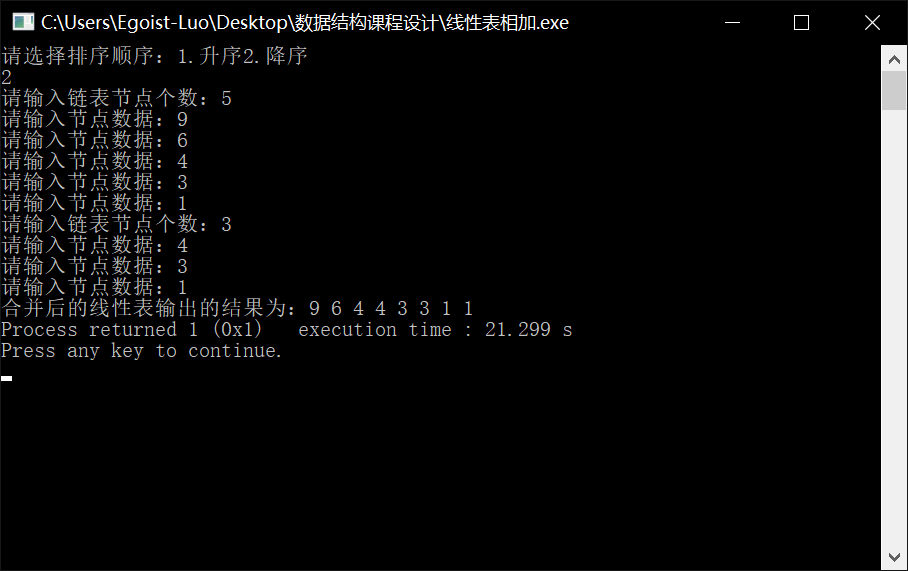 C:\Users\Egoist-Luo\Desktop\数据结构课程设计\线性表相加.exe
请选择排序顺序：1.升序2.降序
2
请输入链表节点个数：5
请输入节点数据：9
请输入节点数据：6
请输入节点数据：4
请输入节点数据：3
请输入节点数据：1
请输入链表节点个数：3
请输入节点数据：4
请输入节点数据：3
请输入节点数据：1
合并后的线性表输出的结果为：9 6 4 4 3 3 1 1
Process returned 1 (0x1)   execution time : 21.299 s
Press any key to continue.